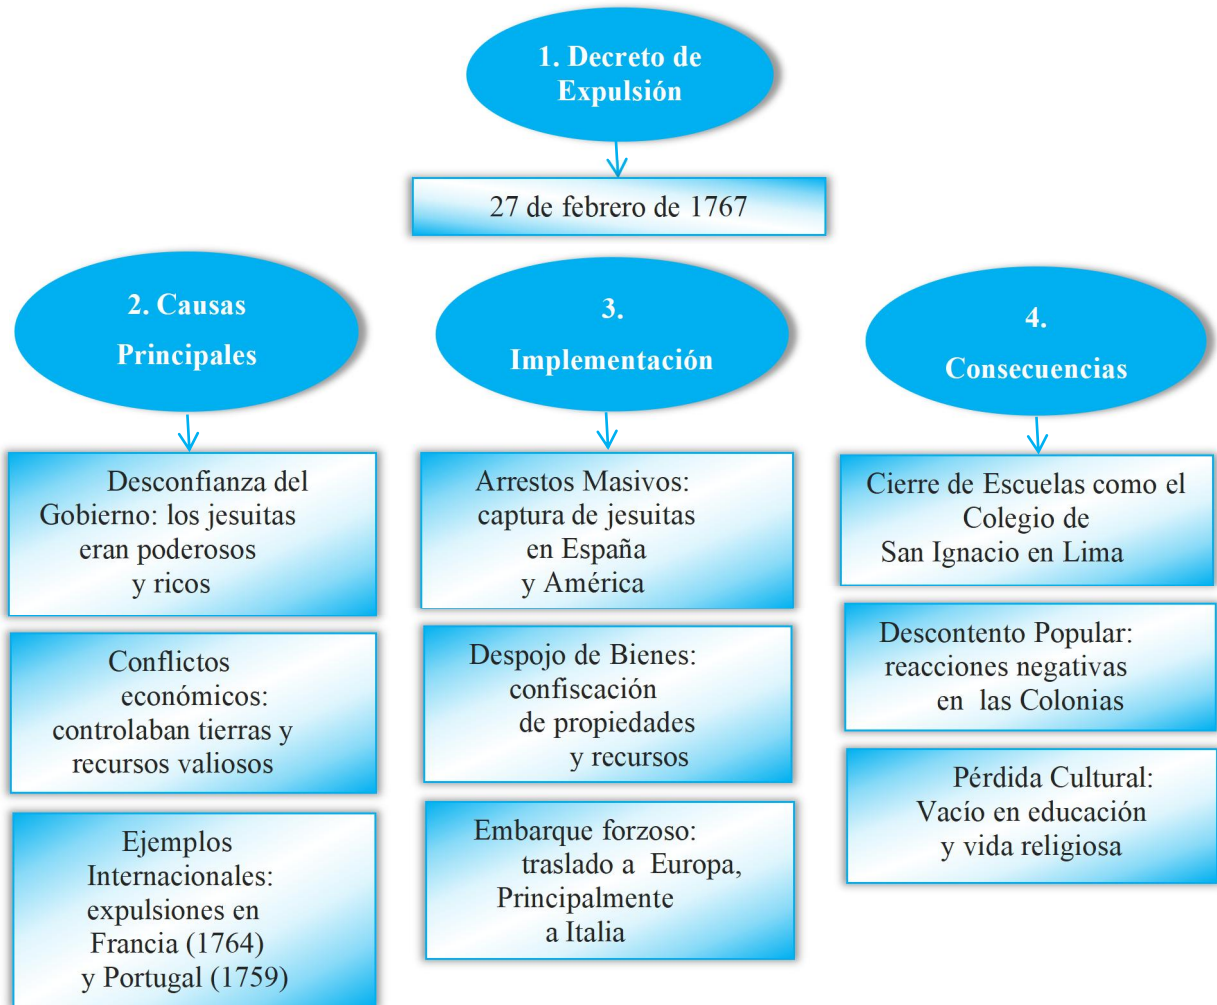 1. Decreto de
Expulsión
27 de febrero de 1767
2. Causas
Principales
Desconfianza del
Gobierno: los jesuitas
eran poderosos
y ricos
Conflictos
económicos:
controlaban tierras y
recursos valiosos
Ejemplos
Internacionales:
expulsiones en
Francia (1764)
y Portugal (1759)
3.
Implementación
Arrestos Masivos:
captura de jesuitas
en España
y América
Despojo de Bienes:
confiscación
de propiedades
y recursos
Embarque forzoso:
traslado a Europa,
Principalmente
a Italia
4.
Consecuencias
Cierre de Escuelas como el
Colegio de
San Ignacio en Lima
Descontento Popular:
reacciones negativas
en las Colonias
Pérdida Cultural:
Vacío en educación
y vida religiosa